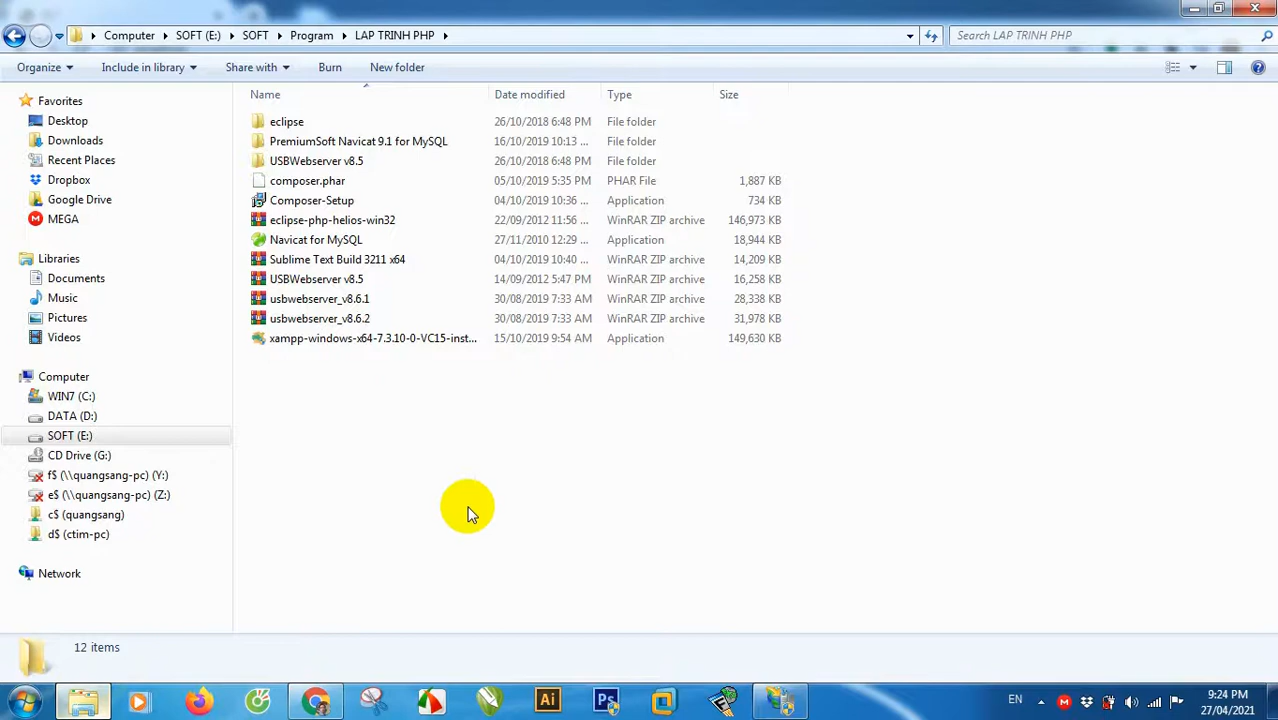 Computer SOFT (E:) SOFT Program LAP TRINH PHP Search LAP TRINH PHP
Organize Include in library Share with Burn New folder
Name Date modified Type Size
Favorites
Desktop
Downloads
Recent Places
Dropbox
Google Drive
MEGA
Libraries
Documents
Music
Pictures
Videos
Computer
WIN7 (C:)
DATA (D:)
SOFT (E:)
CD Drive (G:)
f$ (\\quangsang-pc) (Y:)
e$ (\\quangsang-pc) (Z:)
c$ (quangsang)
d$ (ctim-pc)
Network
eclipse 26/10/2018 6:48 PM File folder
PremiumSoft Navicat 9.1 for MySQL 16/10/2019 10:13 ... File folder
USBWebserver v8.5 26/10/2018 6:48 PM File folder
composer.phar 05/10/2019 5:35 PM PHAR File 1,887 KB
Composer-Setup 04/10/2019 10:36 ... Application 734 KB
eclipse-php-helios-win32 22/09/2012 11:56 ... WinRAR ZIP archive 146,973 KB
Navicat for MySQL 27/11/2010 12:29 ... Application 18,944 KB
Sublime Text Build 3211 x64 04/10/2019 10:40 ... WinRAR ZIP archive 14,209 KB
USBWebserver v8.5 14/09/2012 5:47 PM WinRAR ZIP archive 16,258 KB
usbwebserver_v8.6.1 30/08/2019 7:33 AM WinRAR ZIP archive 28,338 KB
usbwebserver_v8.6.2 30/08/2019 7:33 AM WinRAR ZIP archive 31,978 KB
xampp-windows-x64-7.3.10-0-VC15-inst... 15/10/2019 9:54 AM Application 149,630 KB
12 items
Ai Ps EN 9:24 PM
27/04/2021